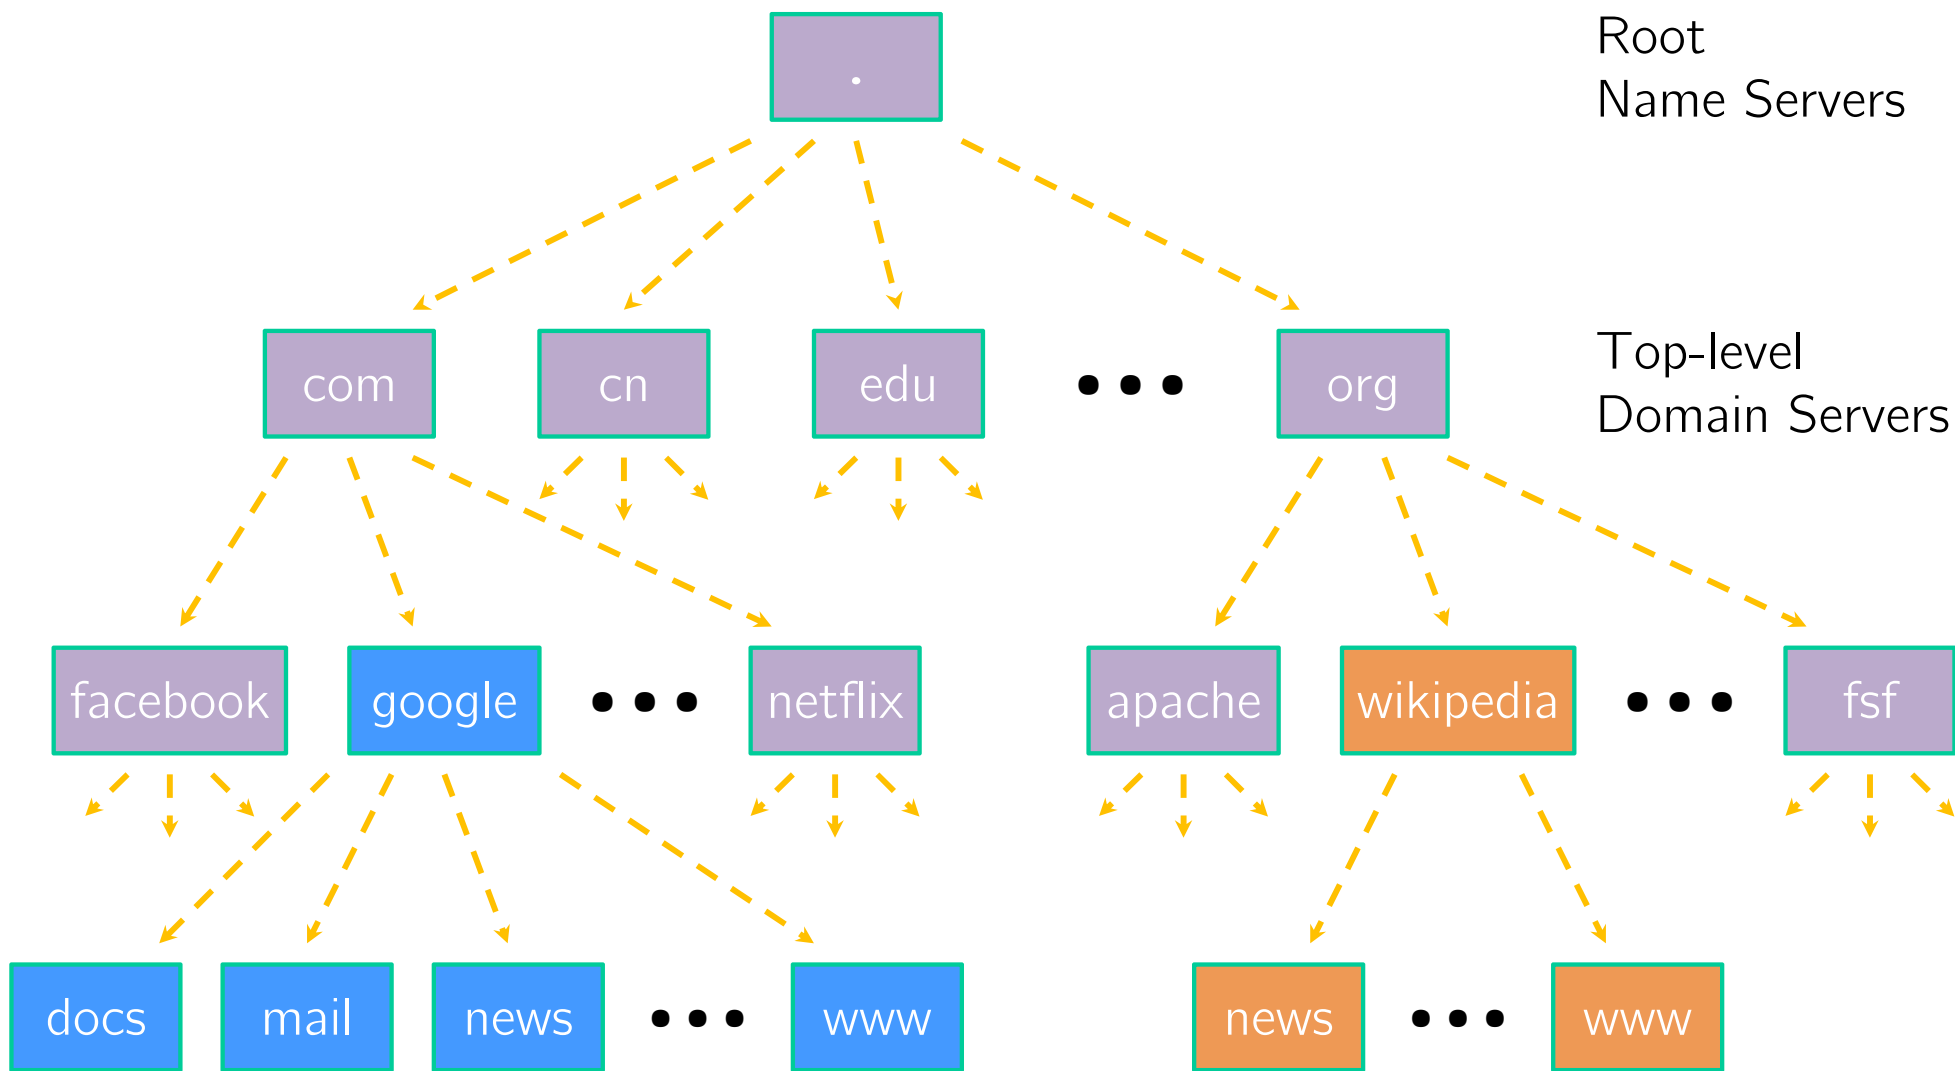 .
Root
Name Servers
com
cn
edu
org
Top-level
Domain Servers
facebook
google
netflix
apache
wikipedia
fsf
docs
mail
news
www
news
www